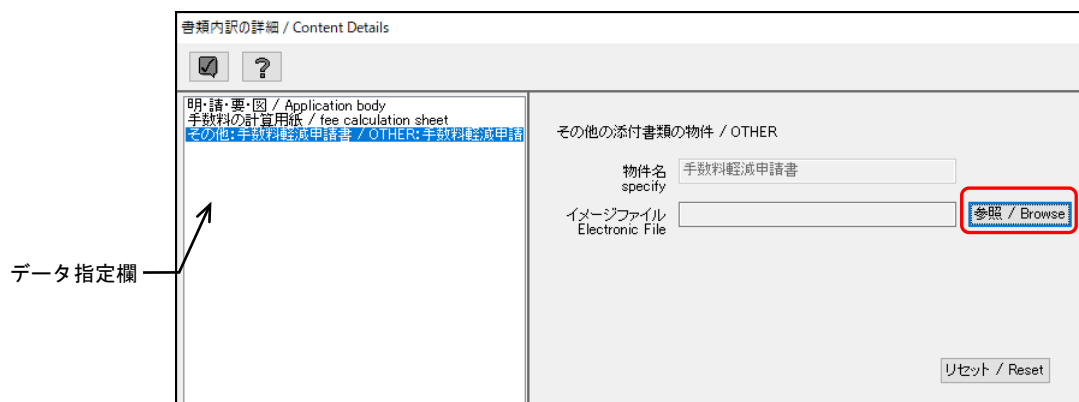 書類内訳の詳細 / Content Details
?
明･請･要･図 / Application body
手数料の計算用紙 / fee calculation sheet
その他：手数料軽減申請書 / OTHER：手数料軽減申請
その他の添付書類の物件 / OTHER
物件名 手数料軽減申請書
specify
イメージファイル 参照 / Browse
Electronic File
データ指定欄
リセット / Reset